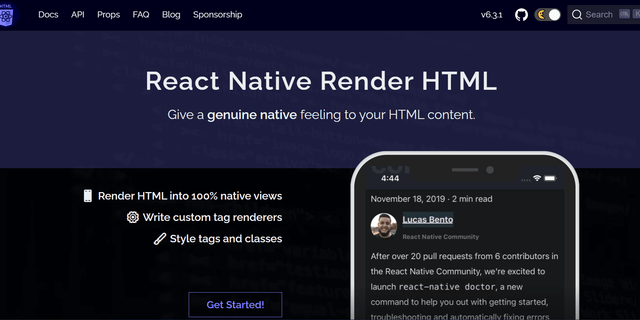 HTML
Docs API Props FAQ Blog Sponsorship v6.3.1 Search
React Native Render HTML
Give a genuine native feeling to your HTML content.
Render HTML into 100% native views
Write custom tag renderers
Style tags and classes
Get Started!
4:44
November 18, 2019 · 2 min read
Lucas Bento
React Native Community
After over 20 pull requests from 6 contributors in
the React Native Community, we're excited to
launch react-native doctor, a new
command to help you out with getting started,
troubleshooting and automatically fixing errors